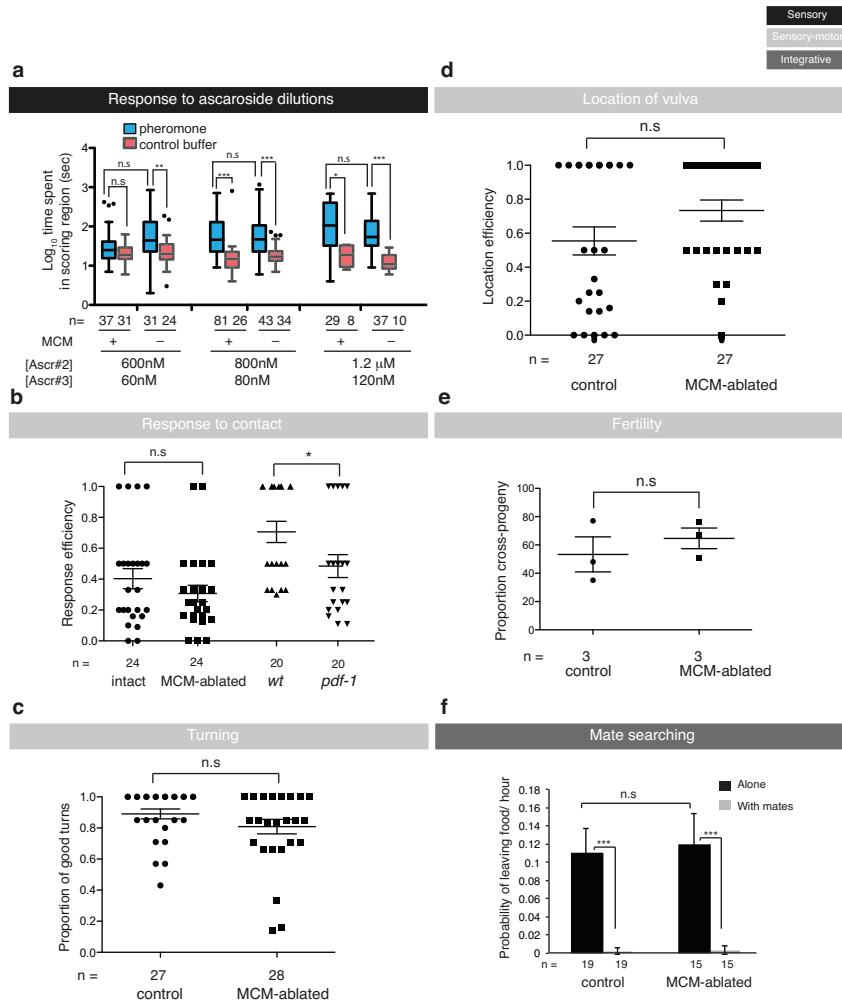 Sensory
Sensory-motor
Integrative
a
Response to ascaroside dilutions
pheromone
control buffer
Log10 time spent
in scoring region (sec)
4
3
2
1
0
n.s
n.s
**
n.s
***
***
n.s
*
***
n= 37 31 31 24 81 26 43 34 29 8 37 10
MCM + − + − + −
[Ascr#2] 600nM 800nM 1.2 µM
[Ascr#3] 60nM 80nM 120nM
b
Response to contact
Response efficiency
1.0
0.8
0.6
0.4
0.2
0.0
n.s
*
n = 24 24 20 20
intact MCM-ablated wt pdf-1
c
Turning
Proportion of good turns
1.0
0.8
0.6
0.4
0.2
0.0
n.s
n = 27 28
control MCM-ablated
d
Location of vulva
Location efficiency
1.0
0.8
0.6
0.4
0.2
0.0
n.s
n = 27 27
control MCM-ablated
e
Fertility
Proportion cross-progeny
100
80
60
40
20
0
n.s
n = 3 3
control MCM-ablated
f
Mate searching
Probability of leaving food/ hour
0.18
0.16
0.14
0.12
0.1
0.08
0.06
0.04
0.02
0
Alone
With mates
n.s
***
***
n = 19 19 15 15
control MCM-ablated